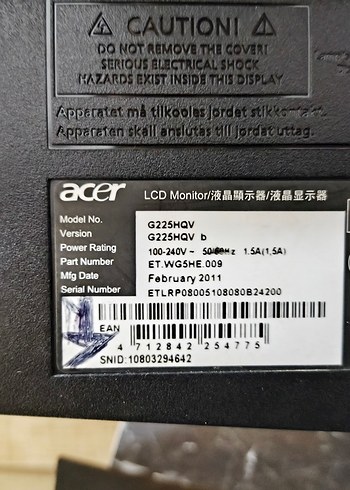 CAUTION!
DO NOT REMOVE THE COVER!
SERIOUS ELECTRICAL SHOCK
HAZARDS EXIST INSIDE THIS DISPLAY
Apparatet må tilkoples jordet stikkontakt.
Apparaten skall anslutas till jordat uttag.
acer LCD Monitor/液晶顯示器/液晶显示器
Model No. G225HQV
Version G225HQV b
Power Rating 100-240V ~ 50/60Hz 1.5A(1,5A)
Part Number ET.WG5HE.009
Mfg Date February 2011
Serial Number ETLRP08005108080B24200
EAN
4 712842 254775
SNID:10803294642